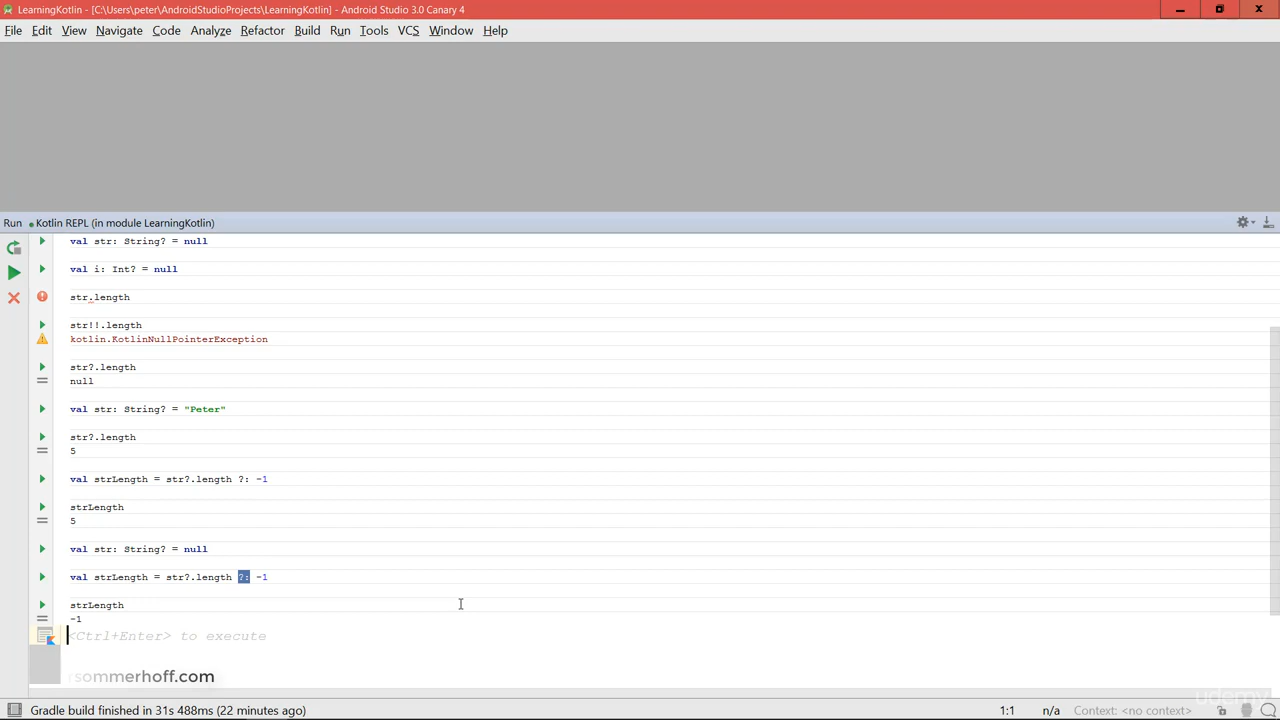 LearningKotlin - [C:\Users\peter\AndroidStudioProjects\LearningKotlin] - Android Studio 3.0 Canary 4
File Edit View Navigate Code Analyze Refactor Build Run Tools VCS Window Help
Run Kotlin REPL (in module LearningKotlin)
val str: String? = null
val i: Int? = null
str.length
str!!.length
kotlin.KotlinNullPointerException
str?.length
null
val str: String? = "Peter"
str?.length
5
val strLength = str?.length ?: -1
strLength
5
val str: String? = null
val strLength = str?.length ?: -1
strLength
-1
<Ctrl+Enter> to execute
sommerhoff.com
udemy
Gradle build finished in 31s 488ms (22 minutes ago) 1:1 n/a Context: <no context>